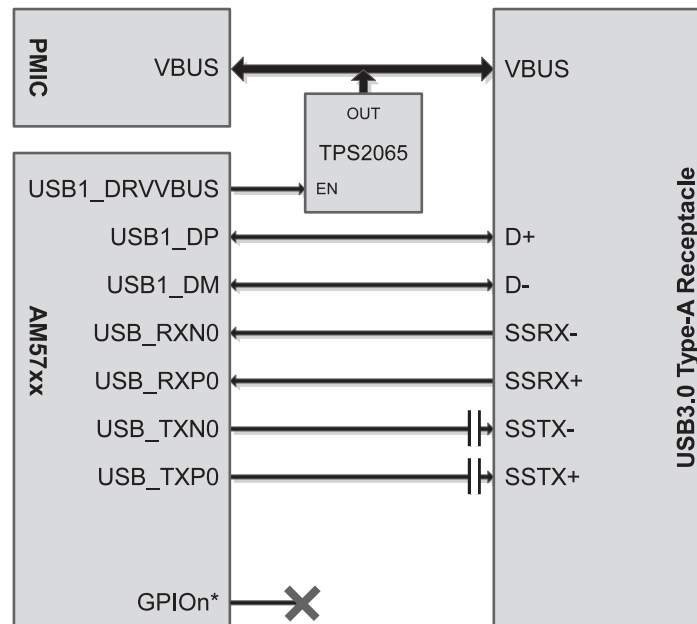 PMIC
VBUS
VBUS
OUT
TPS2065
EN
AM57xx
USB1_DRVVBUS
USB1_DP
D+
USB1_DM
D-
USB_RXN0
SSRX-
USB_RXP0
SSRX+
USB_TXN0
SSTX-
USB_TXP0
SSTX+
GPIOn*
USB3.0 Type-A Receptacle